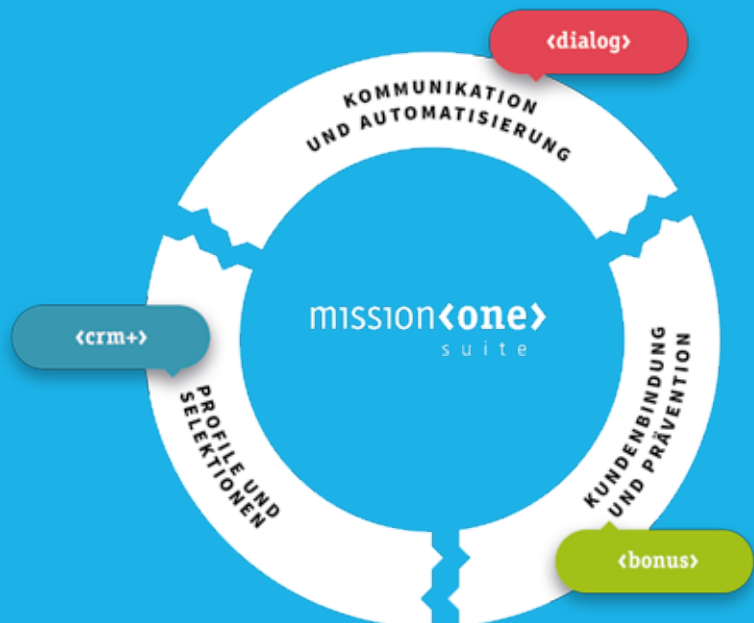 ‹dialog›
KOMMUNIKATION
UND AUTOMATISIERUNG
mission‹one›
suite
‹crm+›
PROFILE UND
SELEKTIONEN
KUNDENBINDUNG
UND PRÄVENTION
‹bonus›